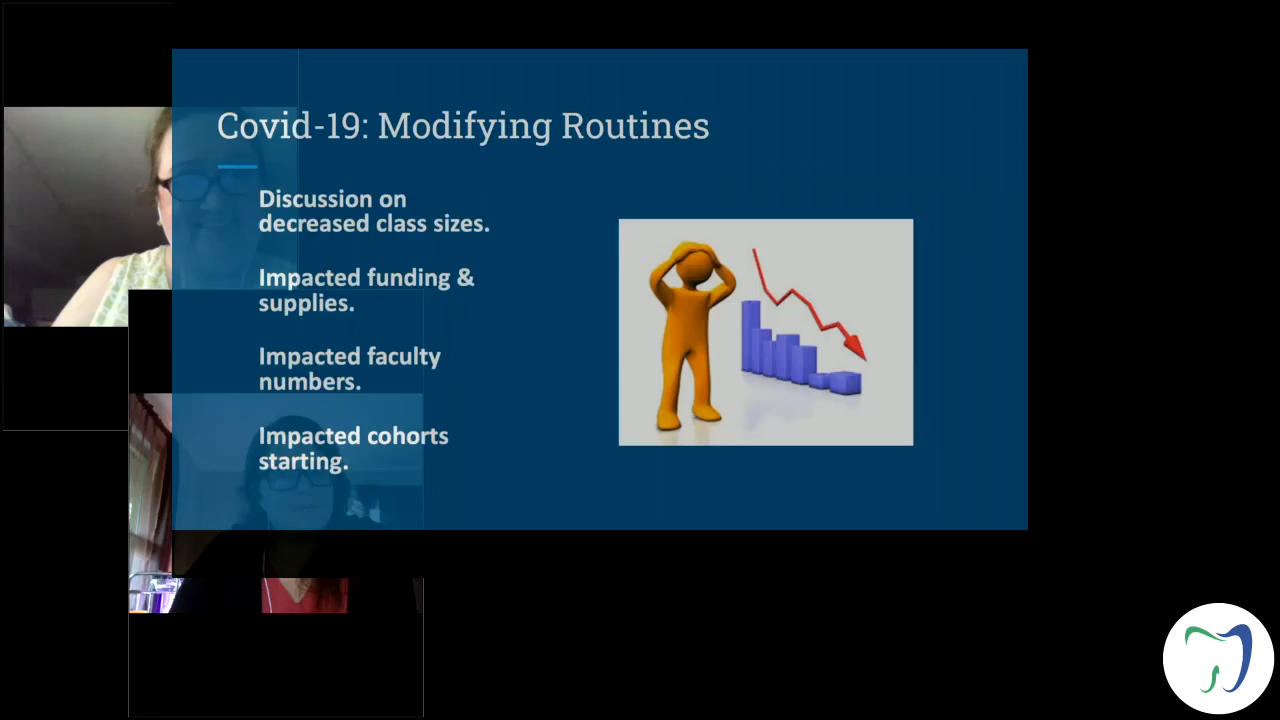 Covid-19: Modifying Routines
Discussion on
decreased class sizes.
Impacted funding &
supplies.
Impacted faculty
numbers.
Impacted cohorts
starting.